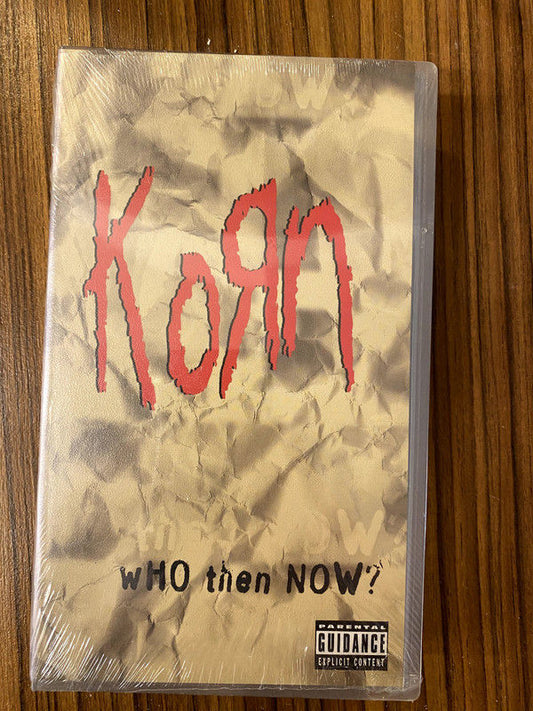 KoЯn
wHO then NOW?
PARENTAL
GUIDANCE
EXPLICIT CONTENT